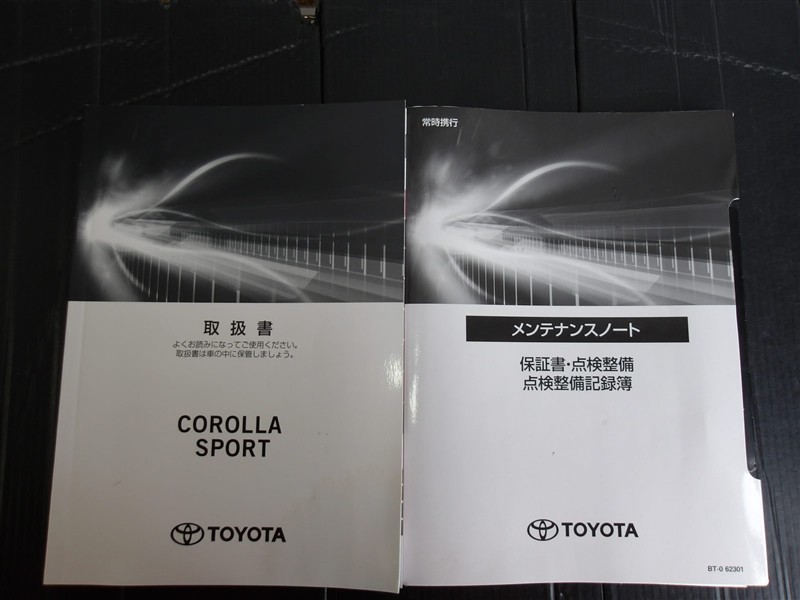 取扱書
よくお読みになってご使用ください。
取扱書は車の中に保管しましょう。
COROLLA
SPORT
TOYOTA
常時携行
メンテナンスノート
保証書・点検整備
点検整備記録簿
TOYOTA
BT-0 62301